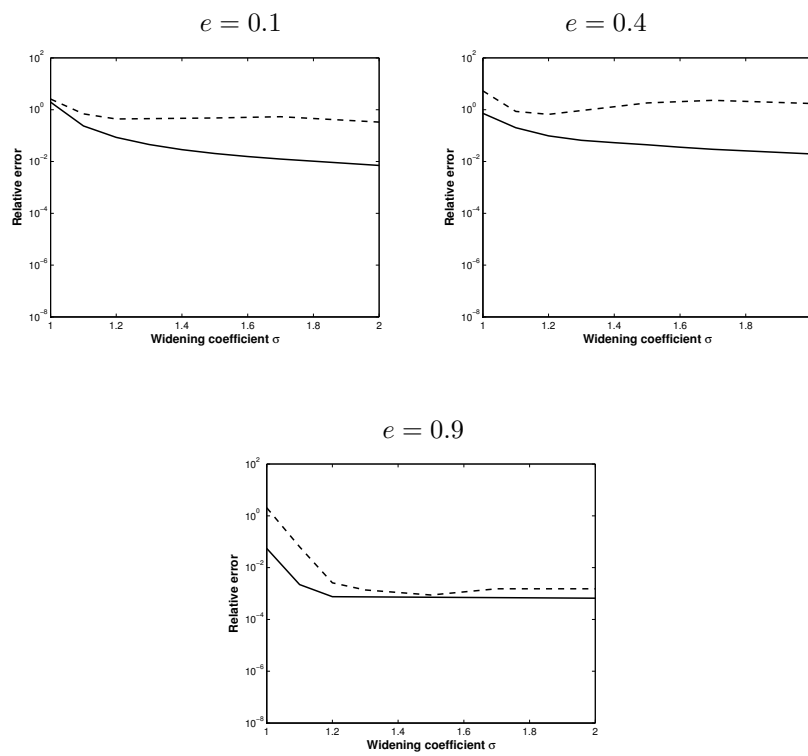 e = 0.1
10^2
10^0
10^-2
10^-4
10^-6
10^-8
Relative error
1 1.2 1.4 1.6 1.8 2
Widening coefficient σ
e = 0.4
10^2
10^0
10^-2
10^-4
10^-6
10^-8
Relative error
1 1.2 1.4 1.6 1.8 2
Widening coefficient σ
e = 0.9
10^2
10^0
10^-2
10^-4
10^-6
10^-8
Relative error
1 1.2 1.4 1.6 1.8 2
Widening coefficient σ